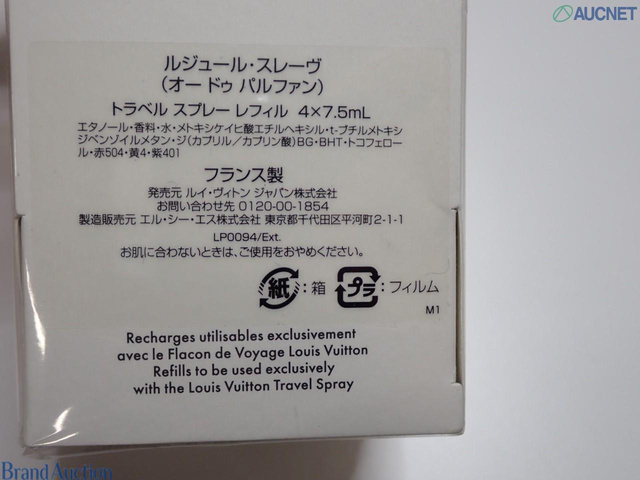 AUCNET
ルジュール・スレーヴ
(オー ドゥ パルファン)
トラベル スプレー レフィル 4×7.5mL
エタノール・香料・水・メトキシケイヒ酸エチルヘキシル・t-ブチルメトキシ
ジベンゾイルメタン・ジ(カプリル/カプリン酸)BG・BHT・トコフェロ
ール・赤504・黄4・紫401
フランス製
発売元 ルイ・ヴィトン ジャパン株式会社
お問い合わせ先 0120-00-1854
製造販売元 エル・シー・エス株式会社 東京都千代田区平河町2-1-1
LP0094/Ext.
お肌に合わないときは、ご使用をおやめください。
紙:箱 プラ:フィルム
M1
Recharges utilisables exclusivement
avec le Flacon de Voyage Louis Vuitton
Refills to be used exclusively
with the Louis Vuitton Travel Spray
Brand Auction